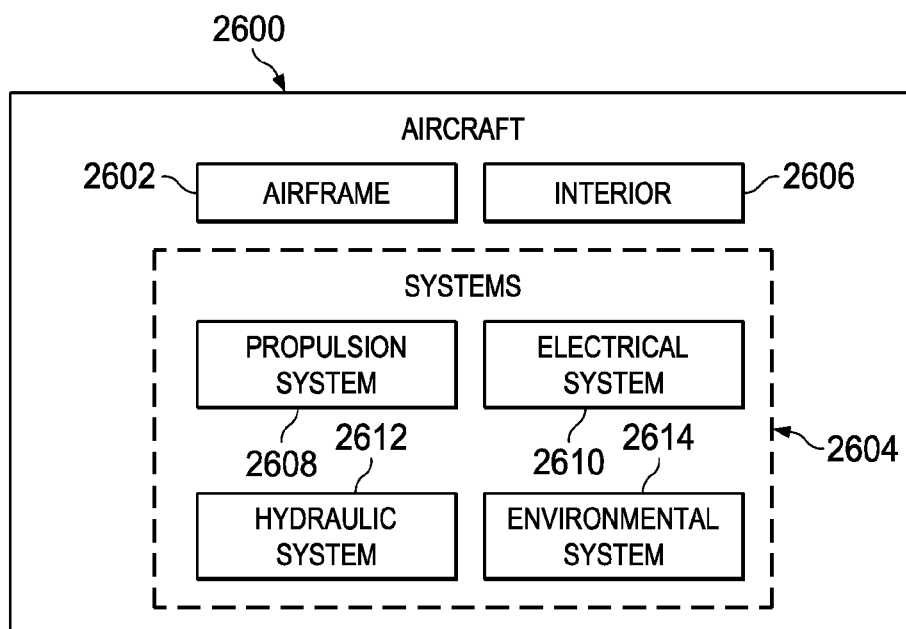 2600
AIRCRAFT
2602
AIRFRAME
INTERIOR
2606
SYSTEMS
PROPULSION
SYSTEM
ELECTRICAL
SYSTEM
2608
2612
2610
2614
2604
HYDRAULIC
SYSTEM
ENVIRONMENTAL
SYSTEM